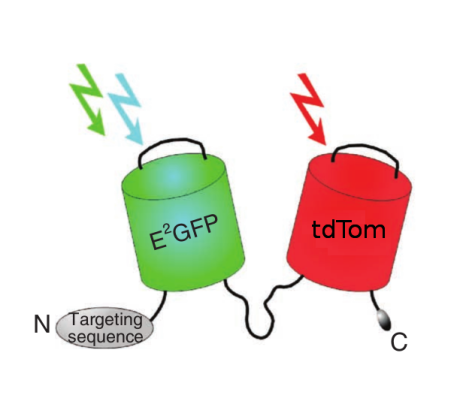 E²GFP
tdTom
N
Targeting
sequence
C